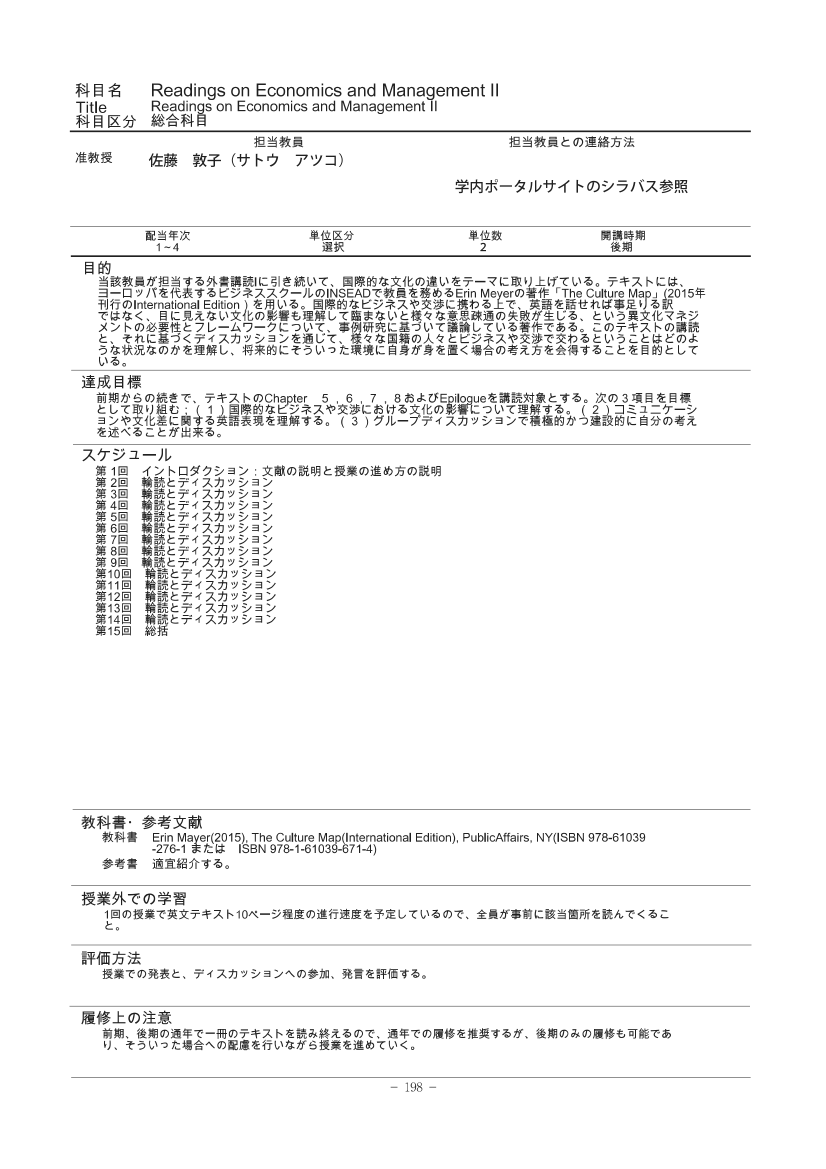 科目名 Readings on Economics and Management II
Title Readings on Economics and Management II
科目区分 総合科目
担当教員 担当教員との連絡方法
准教授 佐藤　敦子（サトウ　アツコ）
学内ポータルサイトのシラバス参照
配当年次 単位区分 単位数 開講時期
1~4 選択 2 後期
目的
当該教員が担当する外書講読Iに引き続いて、国際的な文化の違いをテーマに取り上げている。テキストには、
ヨーロッパを代表するビジネススクールのINSEADで教員を務めるErin Meyerの著作「The Culture Map」(2015年
刊行のInternational Edition）を用いる。国際的なビジネスや交渉に携わる上で、英語を話せれば事足りる訳
ではなく、目に見えない文化の影響も理解して臨まないと様々な意思疎通の失敗が生じる、という異文化マネジ
メントの必要性とフレームワークについて、事例研究に基づいて議論している著作である。このテキストの講読
と、それに基づくディスカッションを通じて、様々な国籍の人々とビジネスや交渉で交わるということはどのよ
うな状況なのかを理解し、将来的にそういった環境に自身が身を置く場合の考え方を会得することを目的として
いる。
達成目標
前期からの続きで、テキストのChapter　５，６，７，８およびEpilogueを講読対象とする。次の３項目を目標
として取り組む；（１）国際的なビジネスや交渉における文化の影響について理解する。（２）コミュニケーシ
ョンや文化差に関する英語表現を理解する。（３）グループディスカッションで積極的かつ建設的に自分の考え
を述べることが出来る。
スケジュール
第 1回　イントロダクション：文献の説明と授業の進め方の説明
第 2回　輪読とディスカッション
第 3回　輪読とディスカッション
第 4回　輪読とディスカッション
第 5回　輪読とディスカッション
第 6回　輪読とディスカッション
第 7回　輪読とディスカッション
第 8回　輪読とディスカッション
第 9回　輪読とディスカッション
第10回　輪読とディスカッション
第11回　輪読とディスカッション
第12回　輪読とディスカッション
第13回　輪読とディスカッション
第14回　輪読とディスカッション
第15回　総括
教科書・参考文献
教科書 Erin Mayer(2015), The Culture Map(International Edition), PublicAffairs, NY(ISBN 978-61039
-276-1 または　ISBN 978-1-61039-671-4)
参考書 適宜紹介する。
授業外での学習
1回の授業で英文テキスト10ページ程度の進行速度を予定しているので、全員が事前に該当箇所を読んでくるこ
と。
評価方法
授業での発表と、ディスカッションへの参加、発言を評価する。
履修上の注意
前期、後期の通年で一冊のテキストを読み終えるので、通年での履修を推奨するが、後期のみの履修も可能であ
り、そういった場合への配慮を行いながら授業を進めていく。
− 198 −